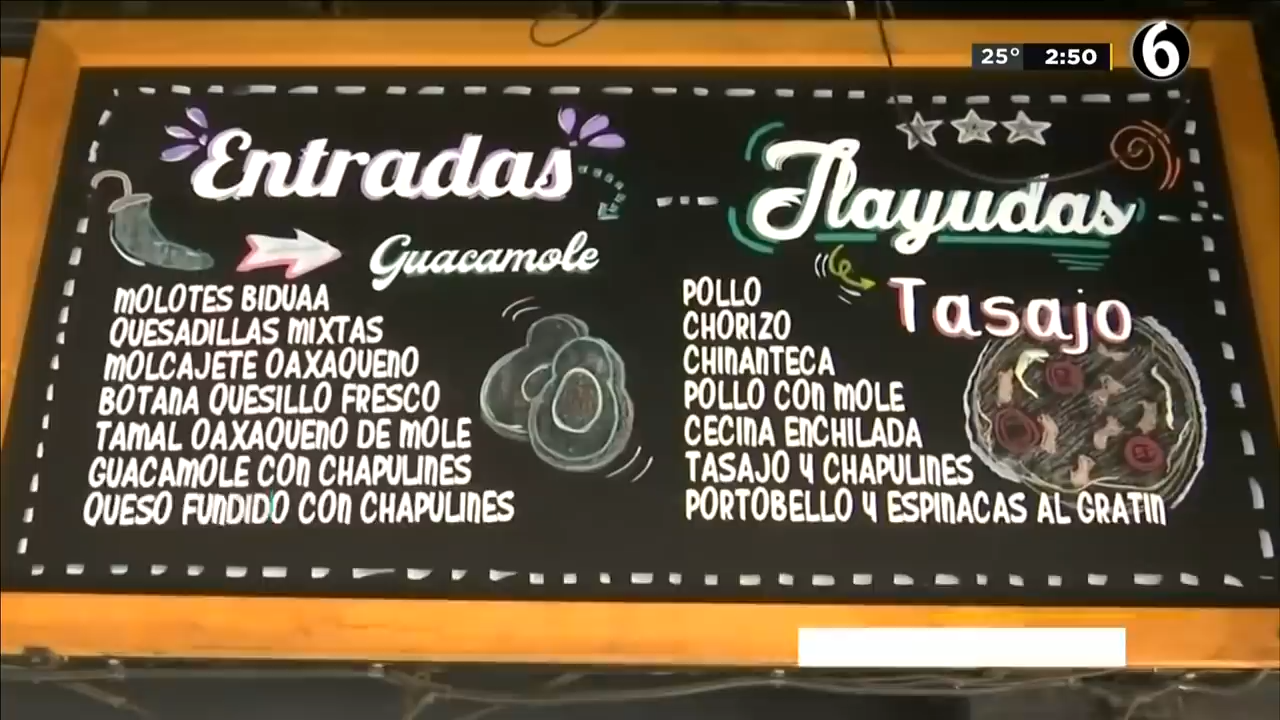 25° 2:50 6
Entradas
Guacamole
MOLOTES BIDUAA
QUESADILLAS MIXTAS
MOLCAJETE OAXAQUENO
BOTANA QUESILLO FRESCO
TAMAL OAXAQUENO DE MOLE
GUACAMOLE CON CHAPULINES
QUESO FUNDIDO CON CHAPULINES
Tlayudas
Tasajo
POLLO
CHORIZO
CHINANTECA
POLLO CON MOLE
CECINA ENCHILADA
TASAJO Y CHAPULINES
PORTOBELLO Y ESPINACAS AL GRATIN